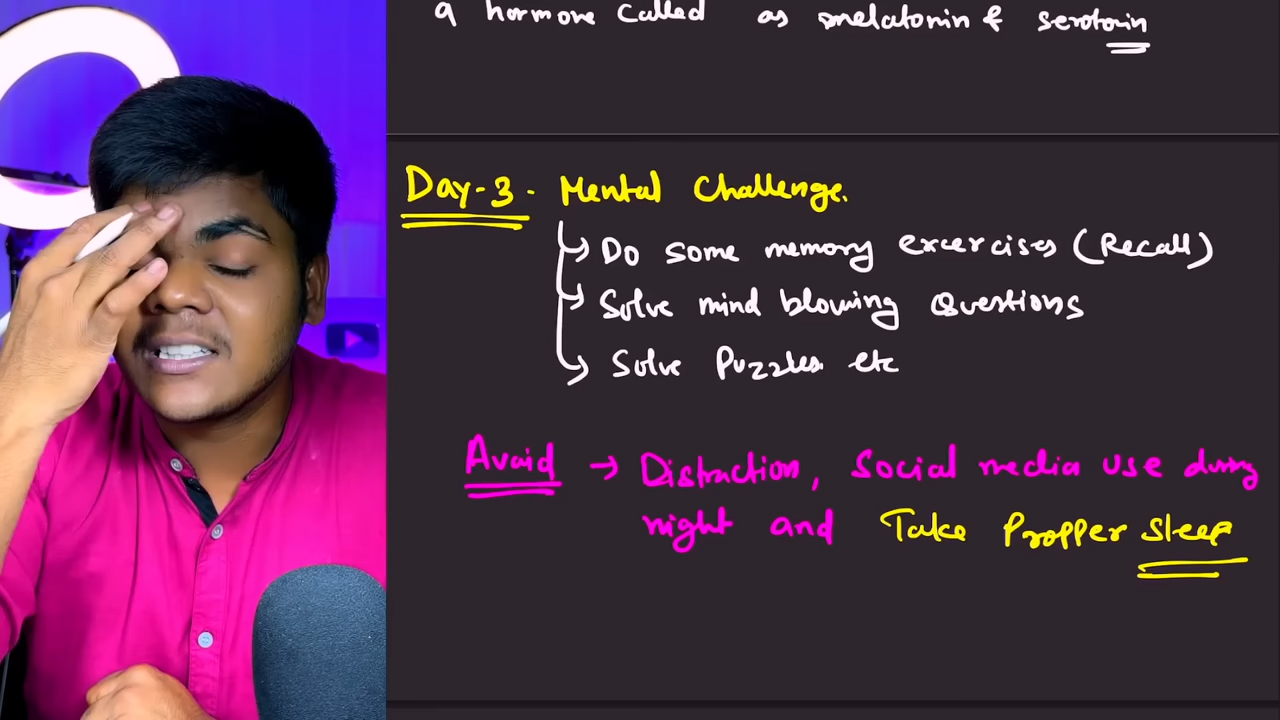 a hormone called as melatonin & serotonin
Day-3. Mental Challenge.
Do some memory excercises (Recall)
Solve mind blowing Questions
Solve Puzzles etc
Avoid → Distraction, Social media use during
night and Take Propper Sleep